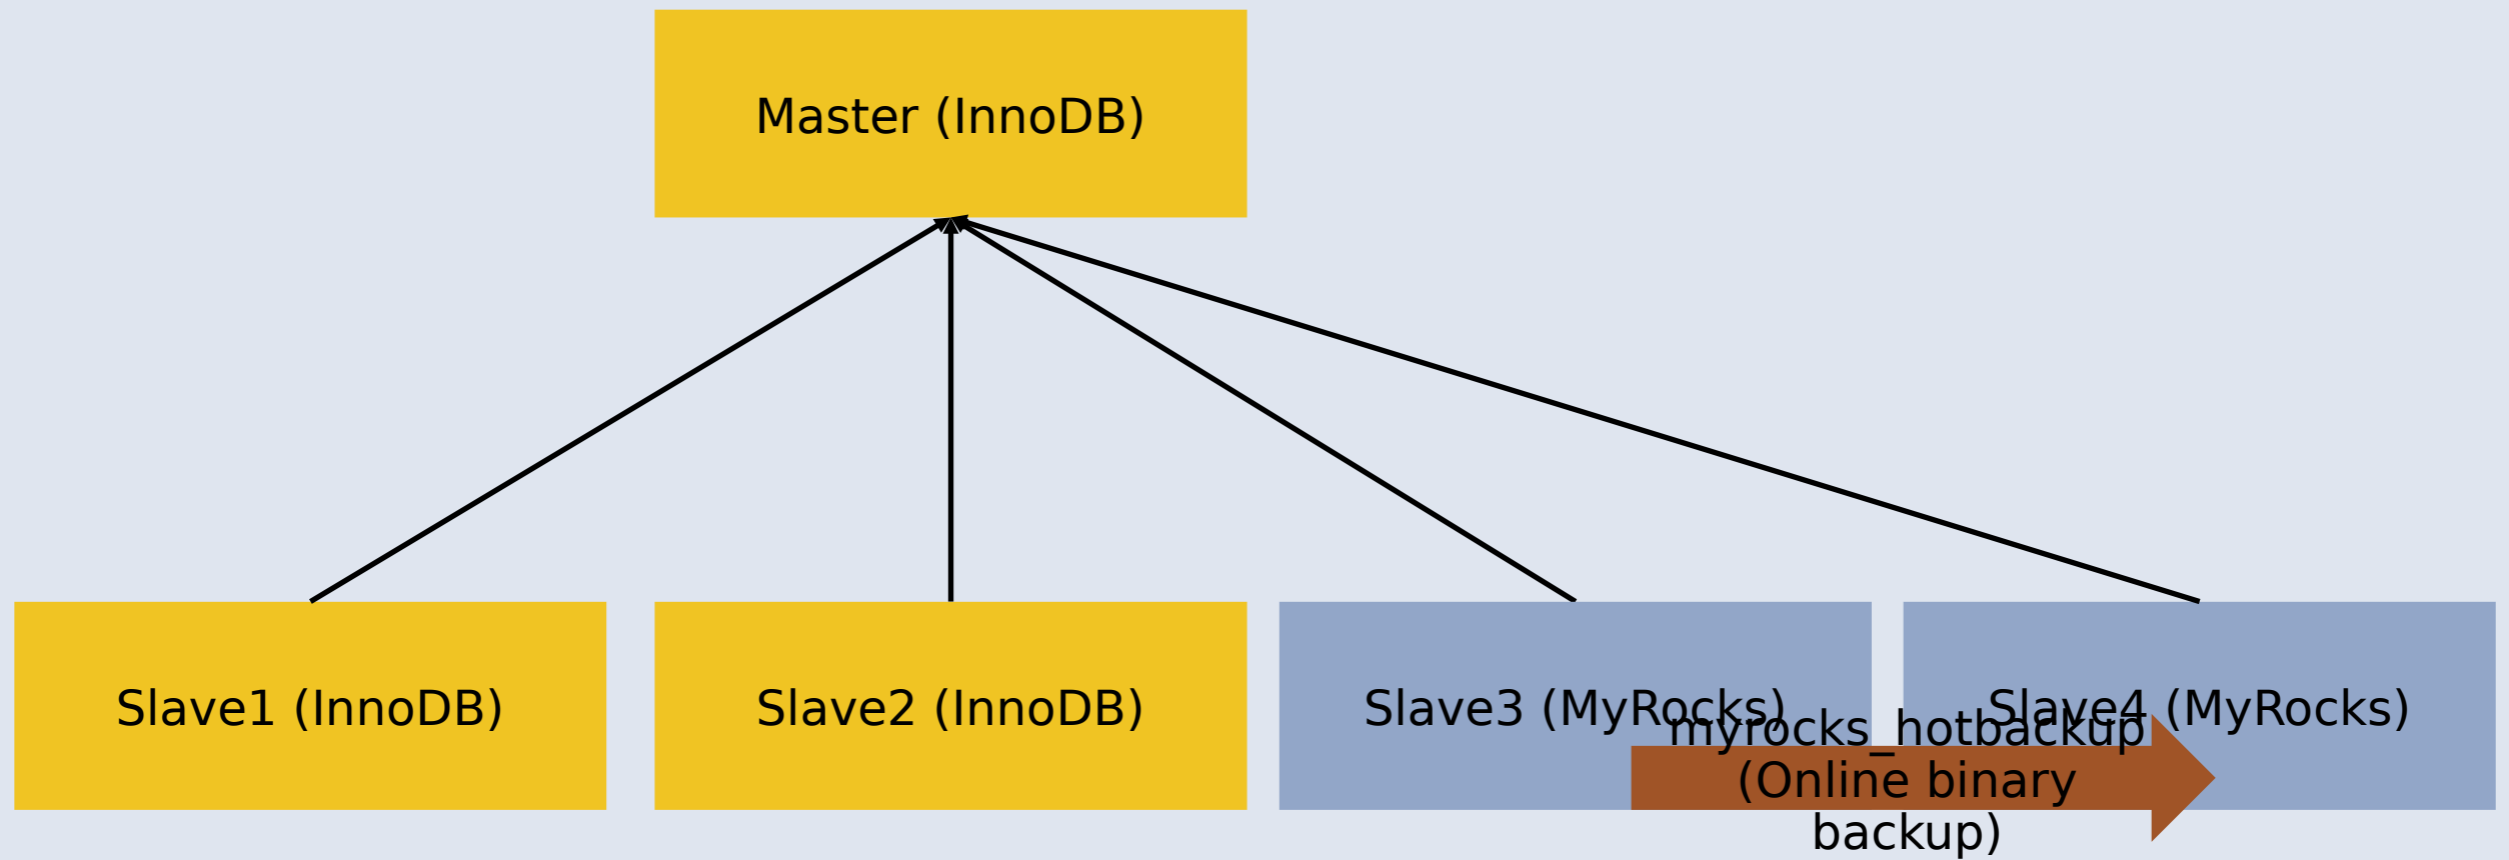 Master (InnoDB)
Slave1 (InnoDB)
Slave2 (InnoDB)
Slave3 (MyRocks)
Slave4 (MyRocks)
myrocks_hotbackup
(Online binary
backup)